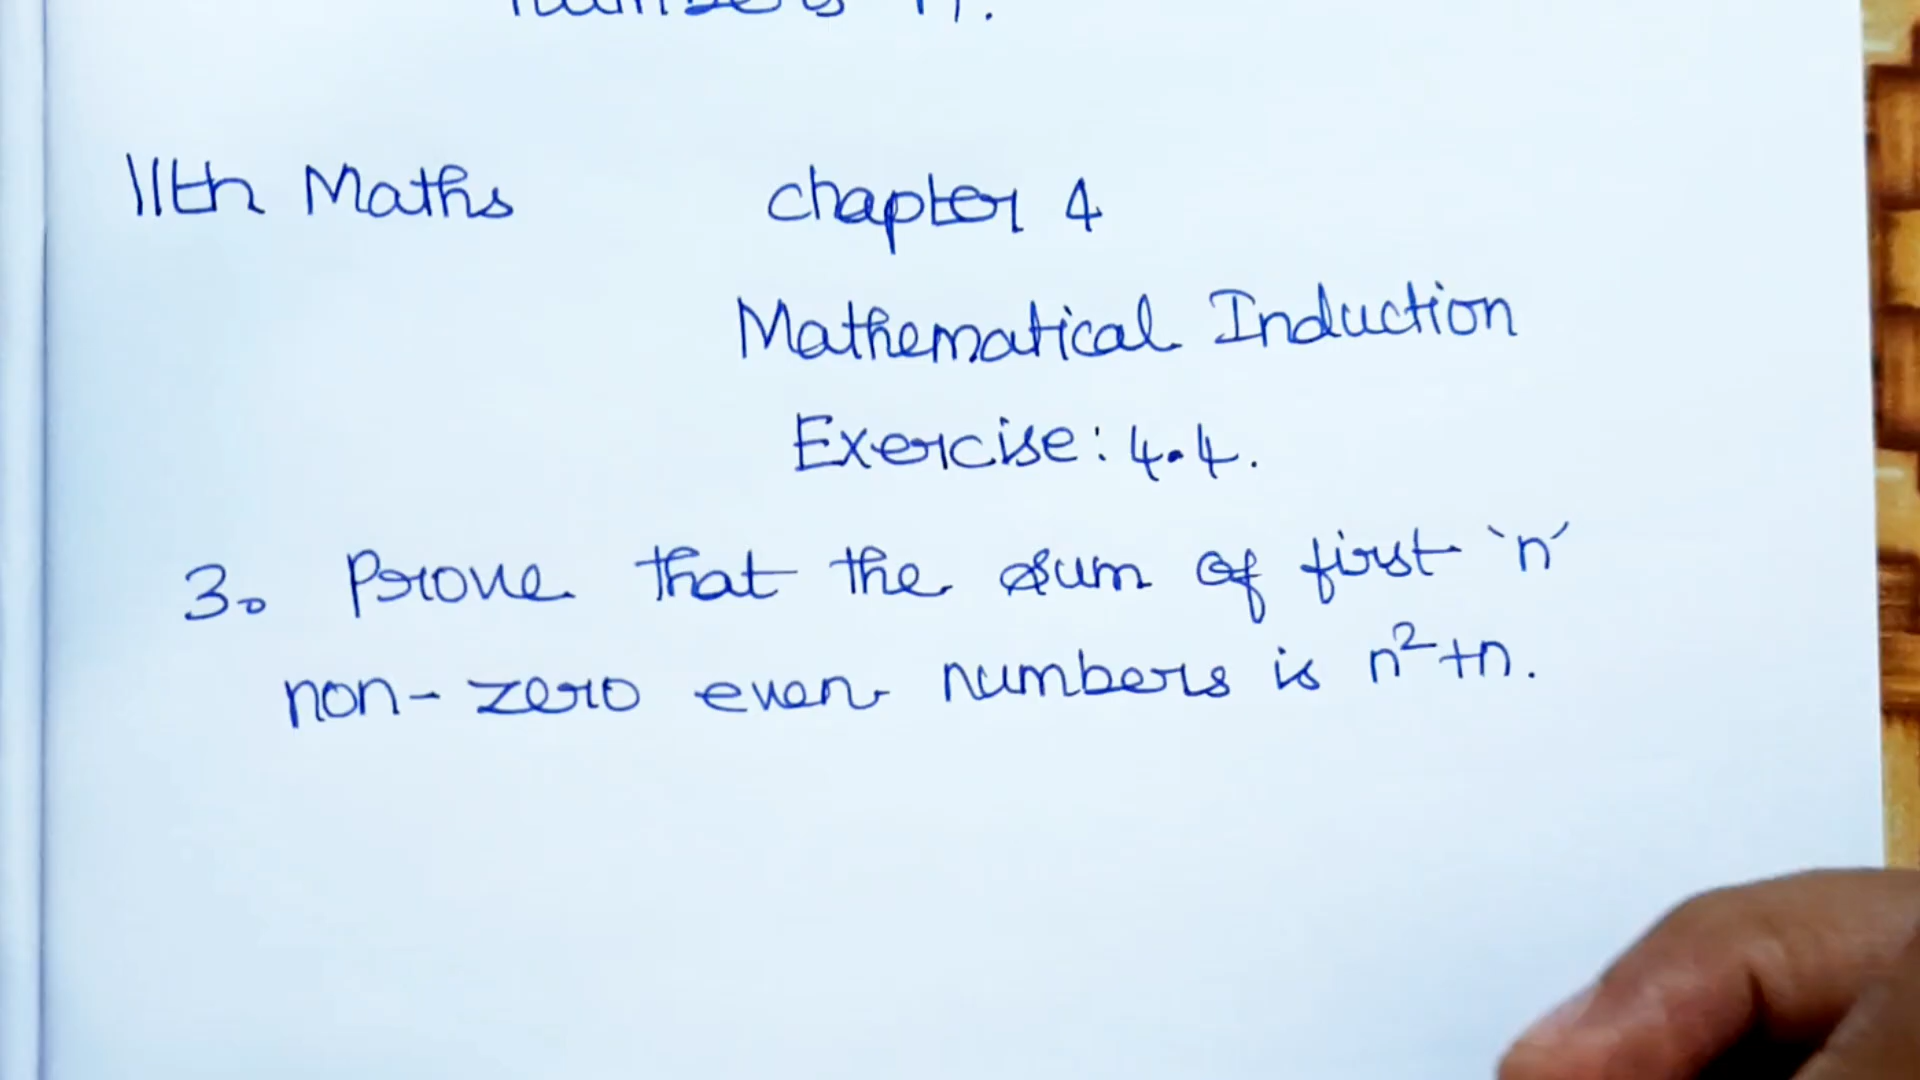 numbers n.
11th Maths chapter 4
Mathematical Induction
Exercise: 4.4.
3. Prove that the sum of first 'n'
non-zero even numbers is n²+n.